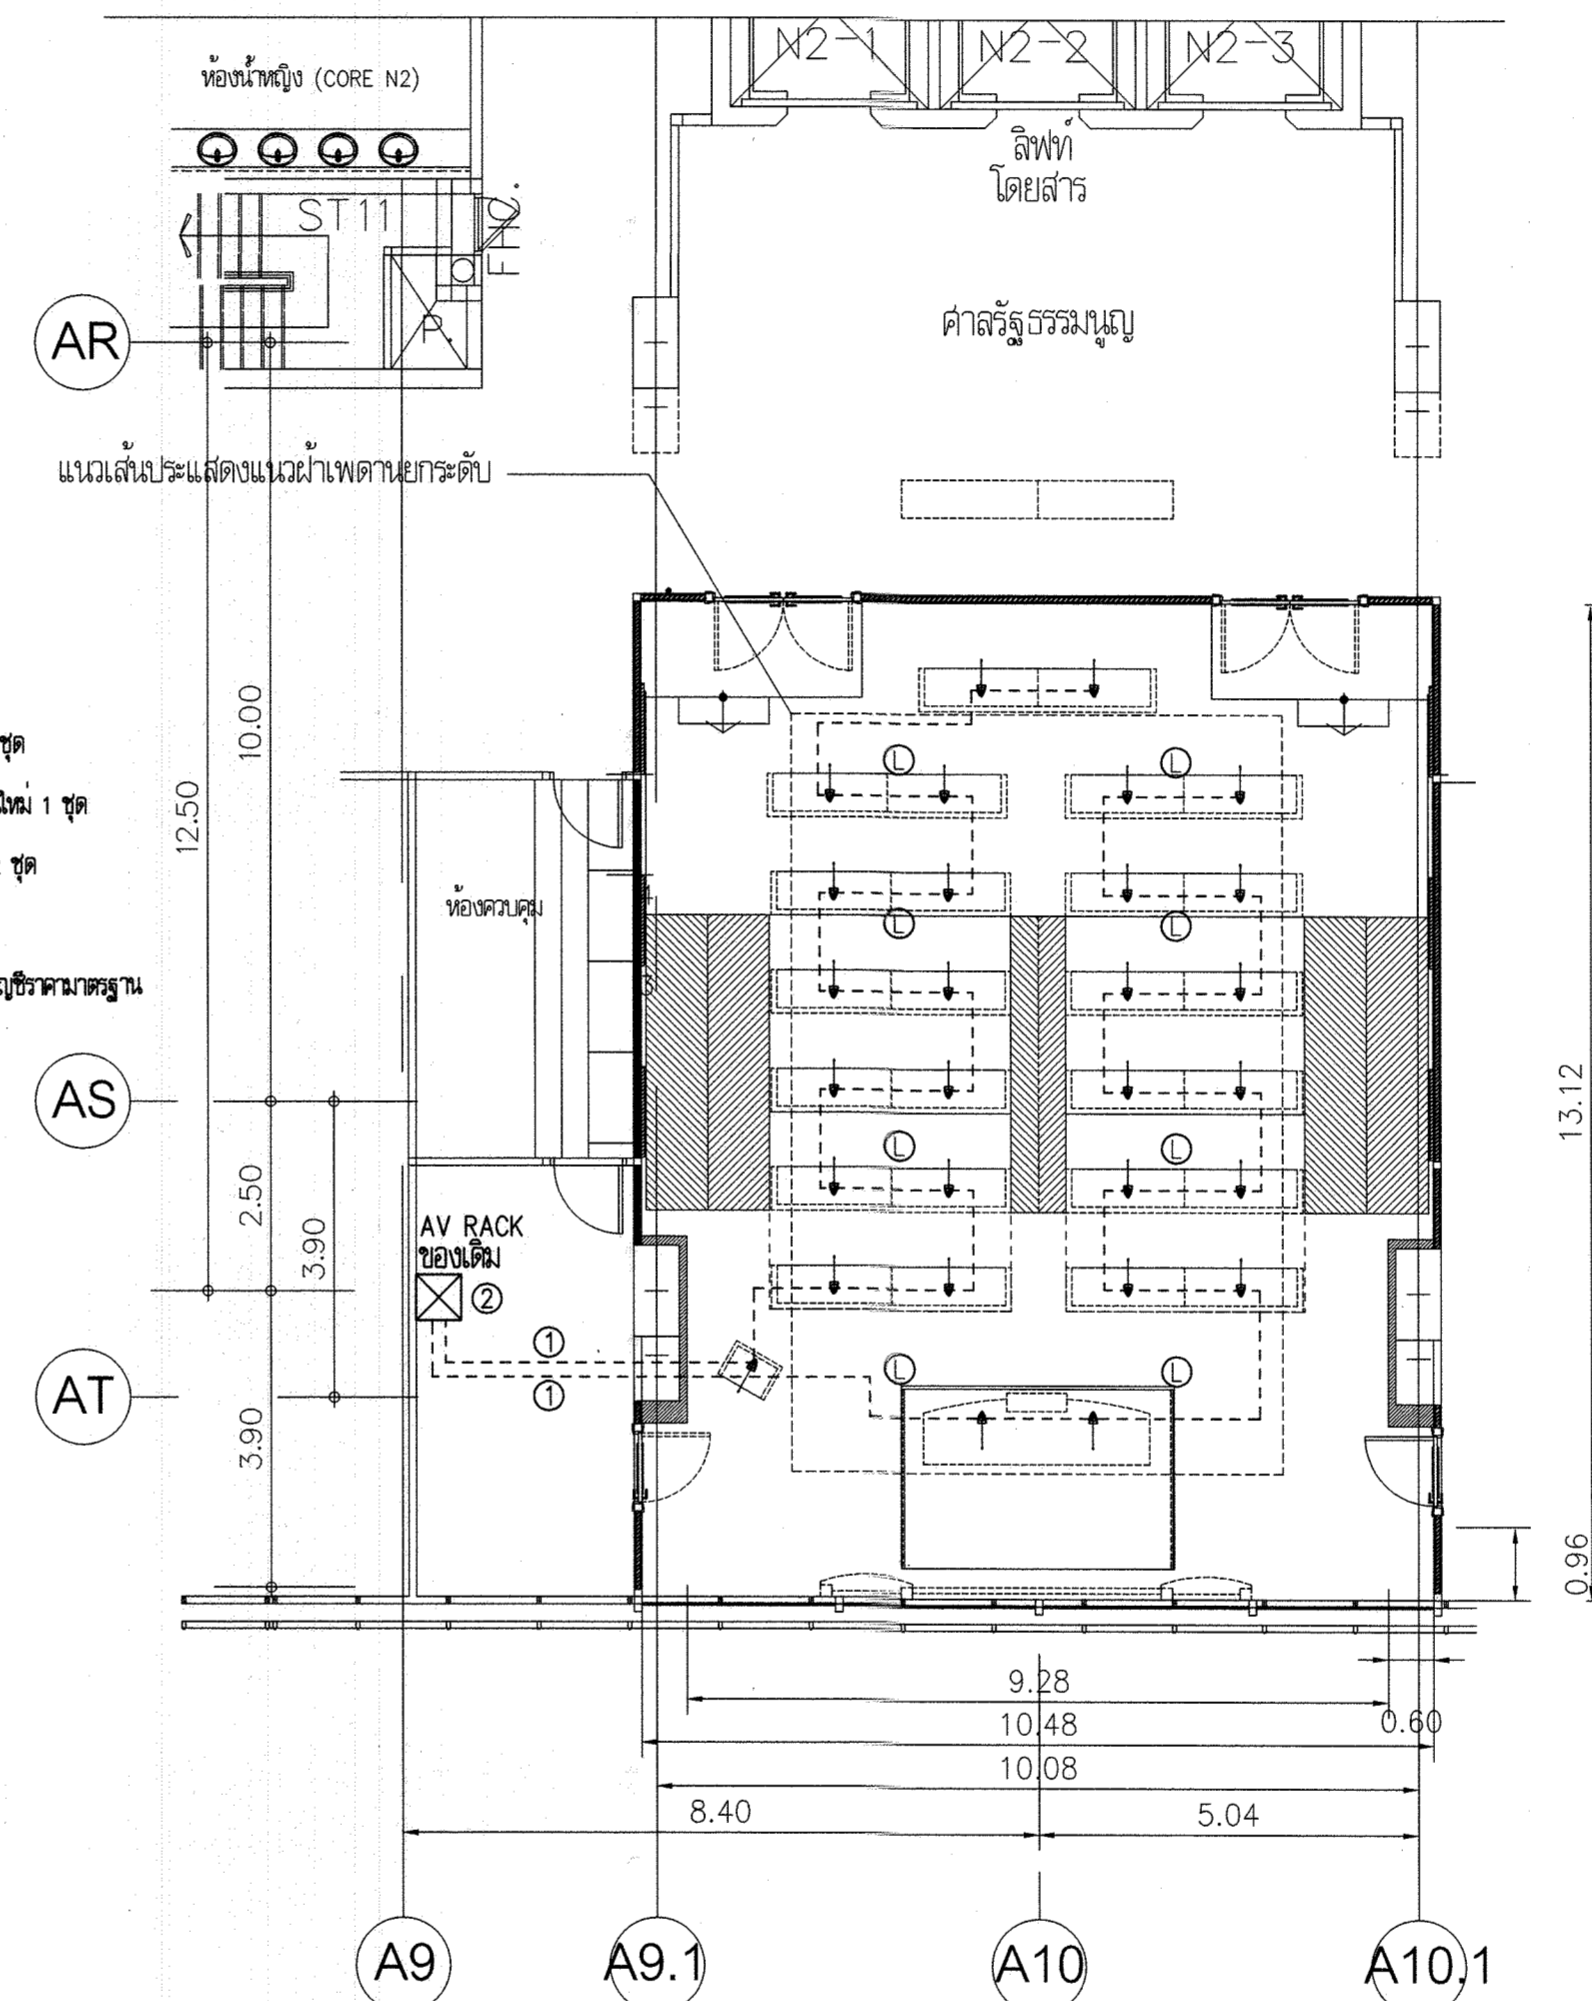 N2-1
N2-2
N2-3
ห้องน้ำหญิง (CORE N2)
ลิฟท์
โดยสาร
ST11
FHC.
P.
AR
ศาลรัฐธรรมนูญ
แนวเส้นประแสดงแนวฝ้าเพดานยกระดับ
10.00
12.50
ชุด
ใหม่ 1 ชุด
ชุด
ห้องควบคุม
ญชีราคามาตรฐาน
L
L
L
L
L
L
L
L
AS
13.12
2.50
3.90
AV RACK
ของเดิม
2
1
1
AT
3.90
0.96
9.28
10.48
0.60
10.08
8.40
5.04
A9
A9.1
A10
A10.1